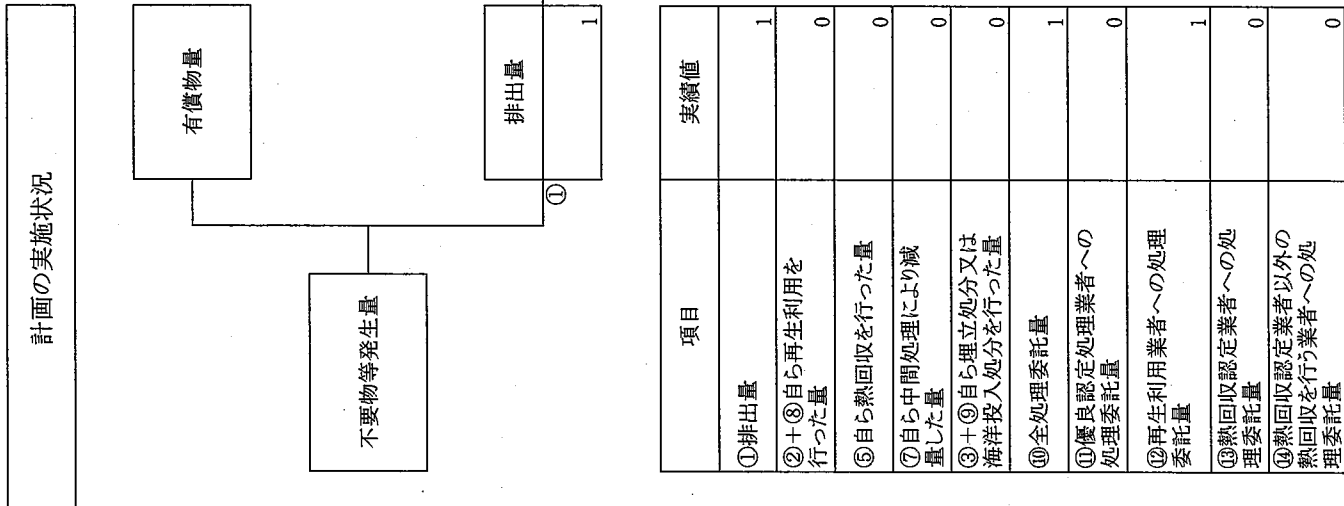 計画の実施状況
有償物量
不要物等発生量
①
排出量
1
項目
実績値
①排出量
1
②+⑧自ら再生利用を
行った量
0
⑤自ら熱回収を行った量
0
⑦自ら中間処理により減
量した量
0
③+⑨自ら埋立処分又は
海洋投入処分を行った量
0
⑩全処理委託量
1
⑪優良認定処理業者への
処理委託量
0
⑫再生利用業者への処理
委託量
1
⑬熱回収認定業者への処
理委託量
0
⑭熱回収認定業者以外の
熱回収を行う業者への処
理委託量
0